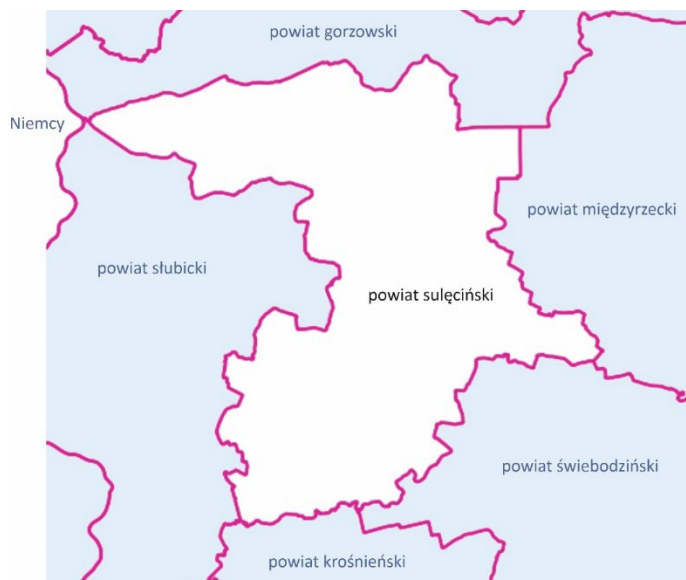 powiat gorzowski
Niemcy
powiat międzyrzecki
powiat słubicki
powiat sulęciński
powiat świebodziński
powiat krośnieński